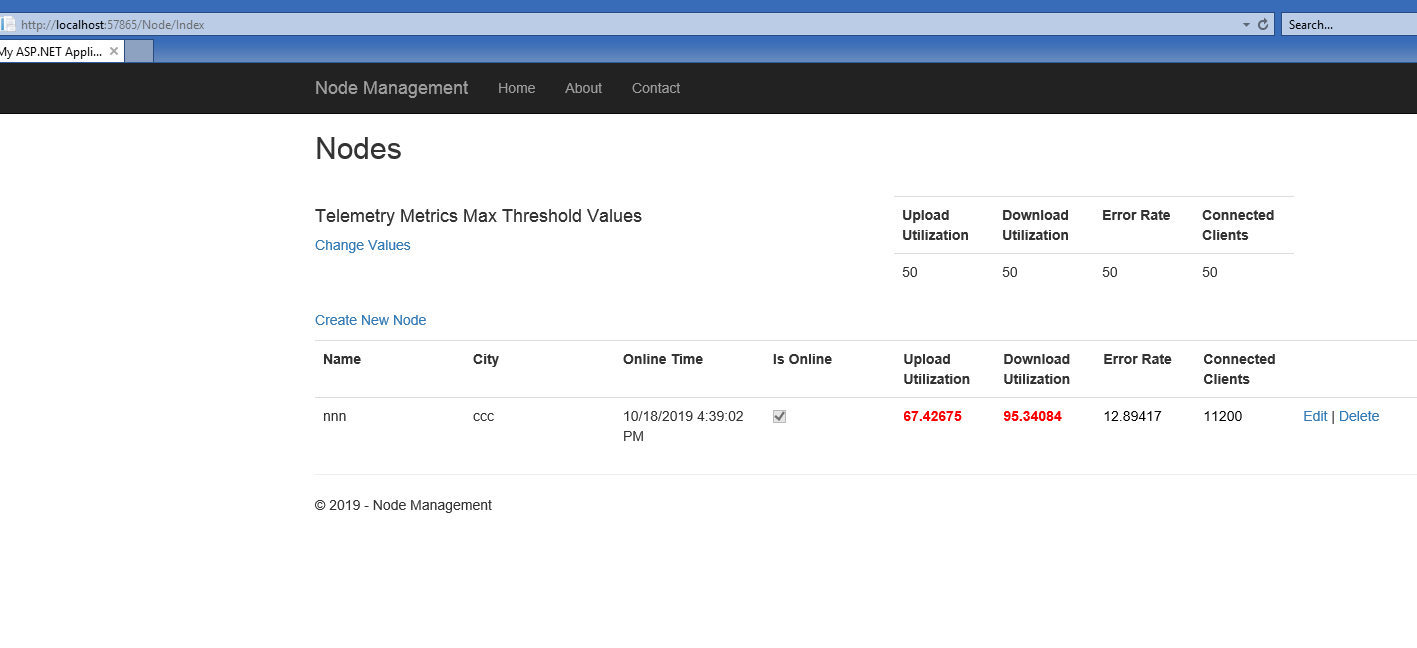 http://localhost:57865/Node/Index
Search...
My ASP.NET Appli...
Node Management Home About Contact
Nodes
Telemetry Metrics Max Threshold Values
Change Values
Upload Utilization Download Utilization Error Rate Connected Clients
50 50 50 50
Create New Node
Name City Online Time Is Online Upload Utilization Download Utilization Error Rate Connected Clients
nnn ccc 10/18/2019 4:39:02 PM 67.42675 95.34084 12.89417 11200 Edit | Delete
© 2019 - Node Management